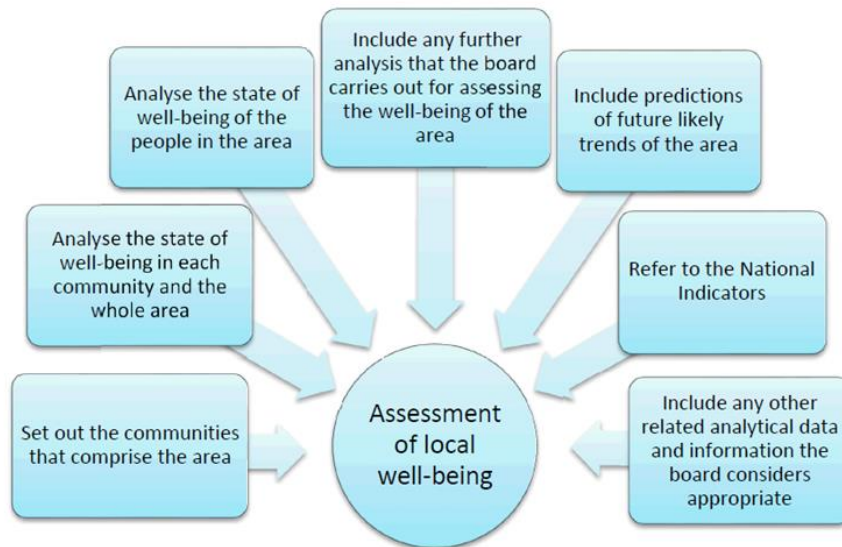 Include any further
analysis that the board
carries out for assessing
the well-being of the
area
Analyse the state of
well-being of the
people in the area
Include predictions
of future likely
trends of the area
Analyse the state of
well-being in each
community and the
whole area
Refer to the National
Indicators
Set out the communities
that comprise the area
Assessment
of local
well-being
Include any other
related analytical data
and information the
board considers
appropriate